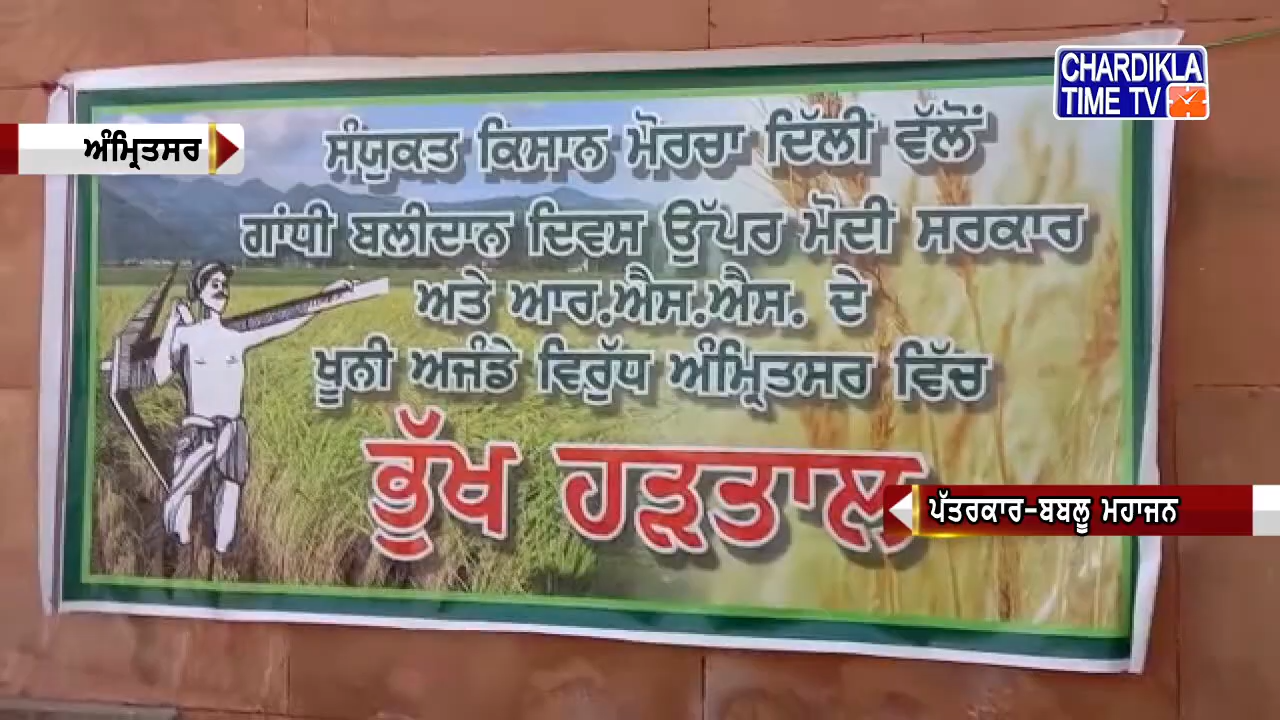 CHARDIKLA
TIME TV
ਅੰਮ੍ਰਿਤਸਰ
ਸੰਯੁਕਤ ਕਿਸਾਨ ਮੋਰਚਾ ਦਿੱਲੀ ਵੱਲੋਂ
ਗਾਂਧੀ ਬਲੀਦਾਨ ਦਿਵਸ ਉੱਪਰ ਮੋਦੀ ਸਰਕਾਰ
ਅਤੇ ਆਰ.ਐਸ.ਐਸ. ਦੇ
ਖੂਨੀ ਅਜੰਡੇ ਵਿਰੁੱਧ ਅੰਮ੍ਰਿਤਸਰ ਵਿੱਚ
ਭੁੱਖ ਹੜਤਾਲ
ਪੱਤਰਕਾਰ-ਬਬਲੂ ਮਹਾਜਨ